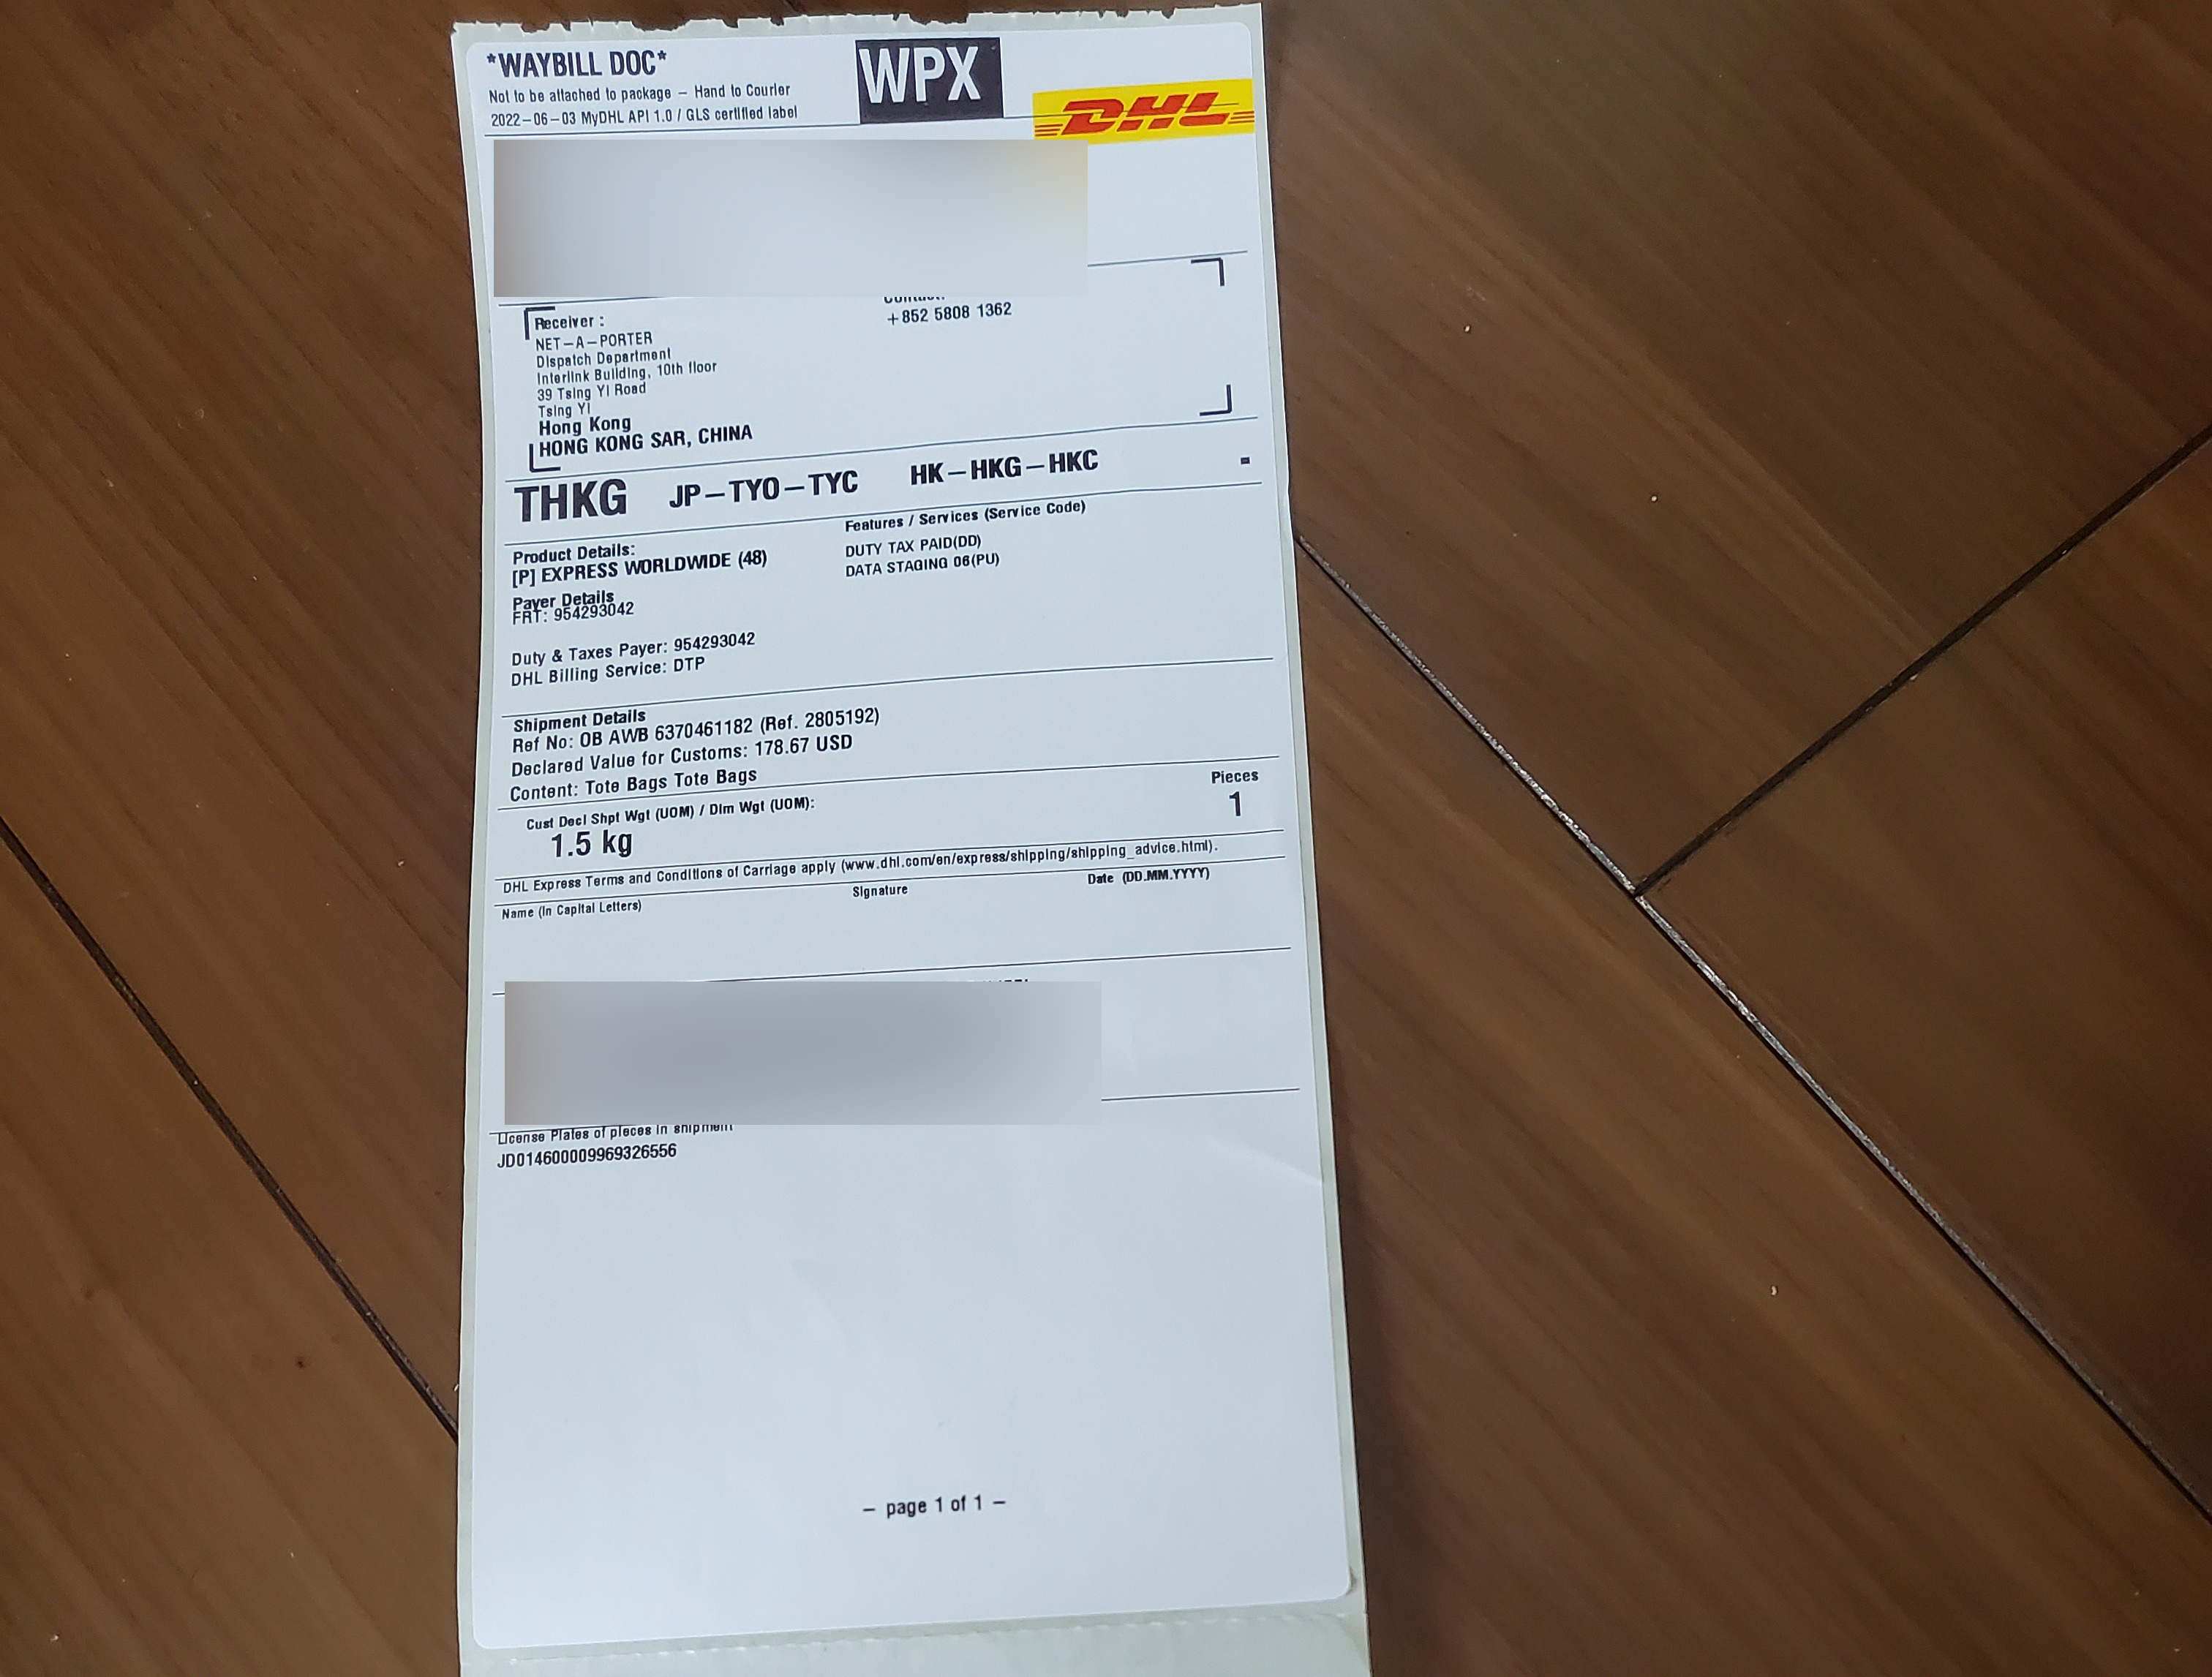 *WAYBILL DOC*
Not to be attached to package – Hand to Courier
2022–06–03 MyDHL API 1.0 / GLS certified label
WPX
DHL
Receiver :
NET–A–PORTER
Dispatch Department
Interlink Building, 10th floor
39 Tsing Yi Road
Tsing Yi
Hong Kong
HONG KONG SAR, CHINA
+852 5808 1362
THKG JP–TYO–TYC HK–HKG–HKC -
Product Details:
[P] EXPRESS WORLDWIDE (48)
Features / Services (Service Code)
DUTY TAX PAID(DD)
DATA STAGING 06(PU)
Payer Details
FRT: 954293042
Duty & Taxes Payer: 954293042
DHL Billing Service: DTP
Shipment Details
Ref No: OB AWB 6370461182 (Ref. 2805192)
Declared Value for Customs: 178.67 USD
Content: Tote Bags Tote Bags
Cust Decl Shpt Wgt (UOM) / Dim Wgt (UOM):
1.5 kg
Pieces
1
DHL Express Terms and Conditions of Carriage apply (www.dhl.com/en/express/shipping/shipping_advice.html).
Name (in Capital Letters) Signature Date (DD.MM.YYYY)
License Plates of pieces in shipment
JD014600009969326556
– page 1 of 1 –